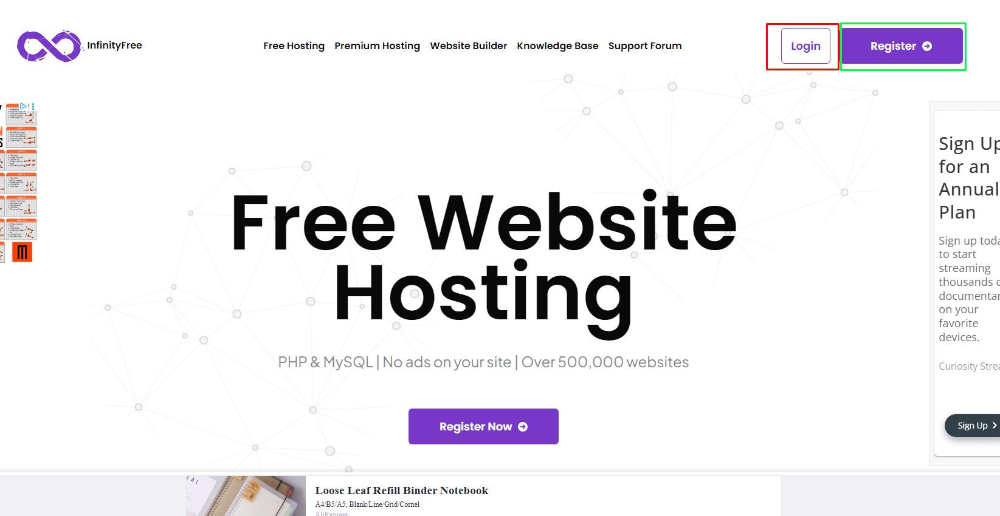 InfinityFree
Free Hosting
Premium Hosting
Website Builder
Knowledge Base
Support Forum
Login
Register
Free Website
Hosting
PHP & MySQL | No ads on your site | Over 500,000 websites
Register Now
Sign Up
for an
Annual
Plan
Sign up toda
to start
streaming
thousands o
documentar
on your
favorite
devices.
Curiosity Strea
Sign Up
Loose Leaf Refill Binder Notebook
A4/B5/A5, Blank/Line/Grid/Cornel
AliExpress